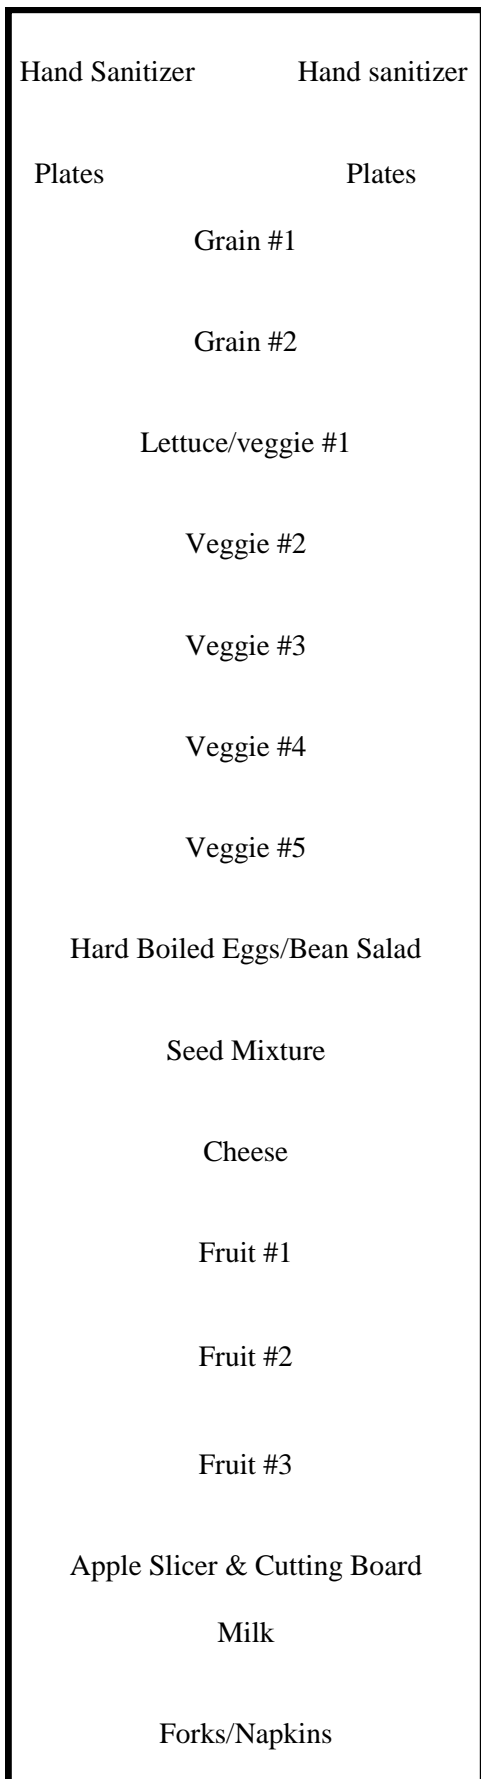 Hand Sanitizer Hand sanitizer
Plates Plates
Grain #1
Grain #2
Lettuce/veggie #1
Veggie #2
Veggie #3
Veggie #4
Veggie #5
Hard Boiled Eggs/Bean Salad
Seed Mixture
Cheese
Fruit #1
Fruit #2
Fruit #3
Apple Slicer & Cutting Board
Milk
Forks/Napkins